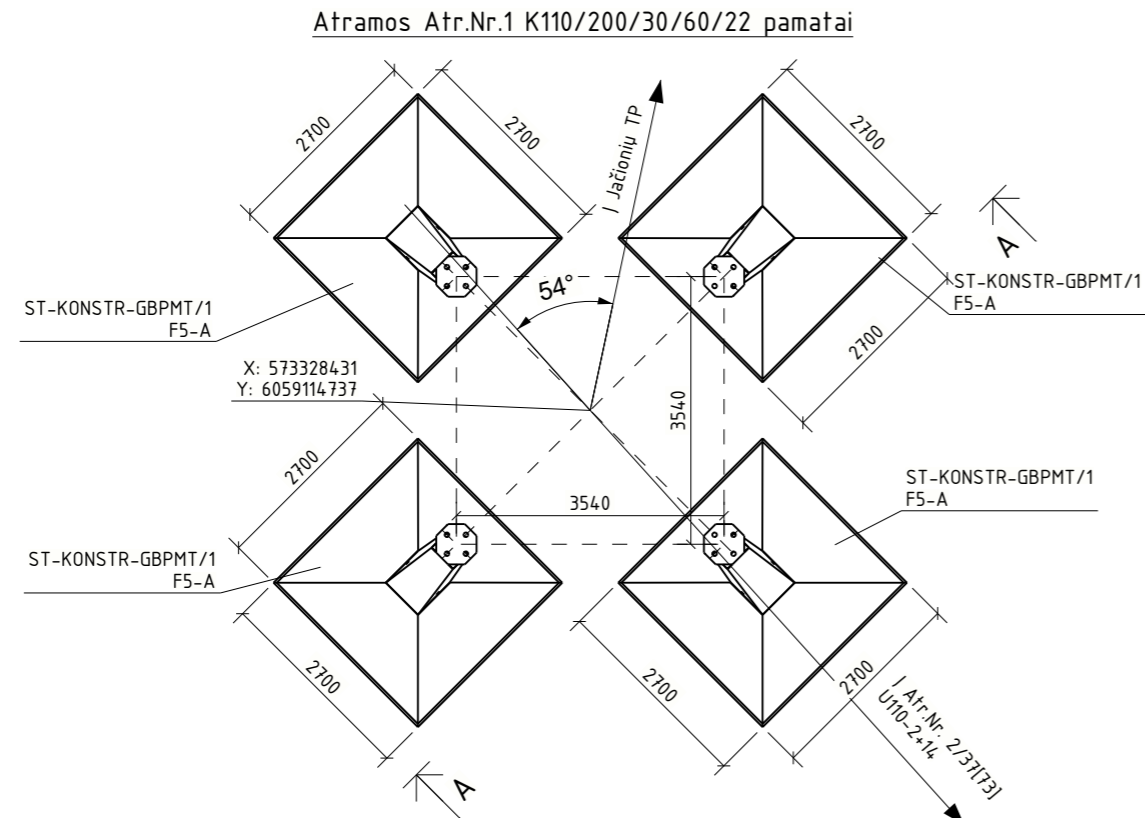 Atramos Atr.Nr.1 K110/200/30/60/22 pamatai
2700
2700
2700
Į Jačionių TP
A
54°
ST-KONSTR-GBPMT/1
F5-A
ST-KONSTR-GBPMT/1
F5-A
2700
X: 573328431
Y: 6059114737
3540
2700
3540
ST-KONSTR-GBPMT/1
F5-A
ST-KONSTR-GBPMT/1
F5-A
2700
2700
2700
Į Atr.Nr. 2/37[73]
U110-2+14
A